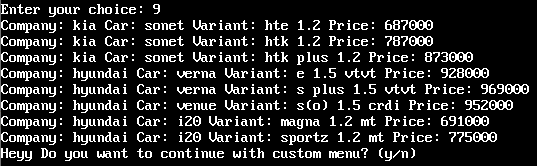 Enter your choice: 9
Company: kia Car: sonet Variant: hte 1.2 Price: 687000
Company: kia Car: sonet Variant: htk 1.2 Price: 787000
Company: kia Car: sonet Variant: htk plus 1.2 Price: 873000
Company: hyundai Car: verna Variant: e 1.5 vtvt Price: 928000
Company: hyundai Car: verna Variant: s plus 1.5 vtvt Price: 969000
Company: hyundai Car: venue Variant: s(o) 1.5 crdi Price: 952000
Company: hyundai Car: i20 Variant: magna 1.2 mt Price: 691000
Company: hyundai Car: i20 Variant: sportz 1.2 mt Price: 775000
Heyy Do you want to continue with custom menu? (y/n)